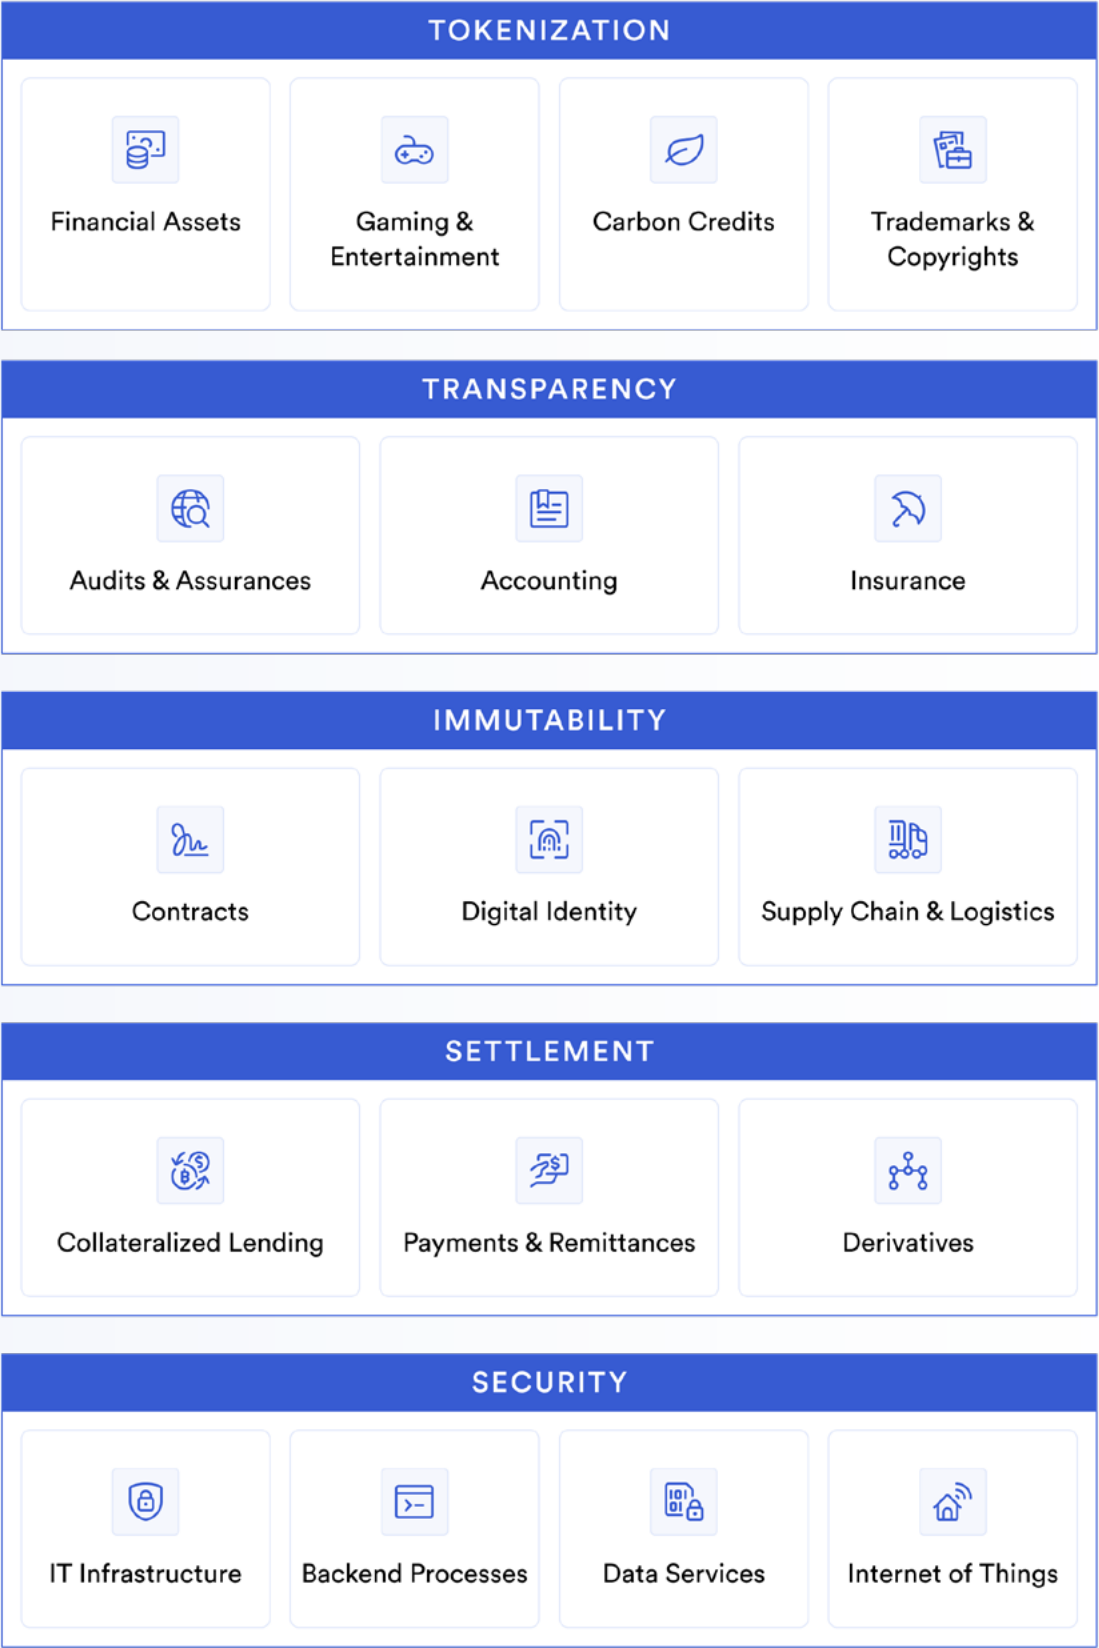 TOKENIZATION
Financial Assets
Gaming &
Entertainment
Carbon Credits
Trademarks &
Copyrights
TRANSPARENCY
Audits & Assurances
Accounting
Insurance
IMMUTABILITY
Contracts
Digital Identity
Supply Chain & Logistics
SETTLEMENT
Collateralized Lending
Payments & Remittances
Derivatives
SECURITY
IT Infrastructure
Backend Processes
Data Services
Internet of Things